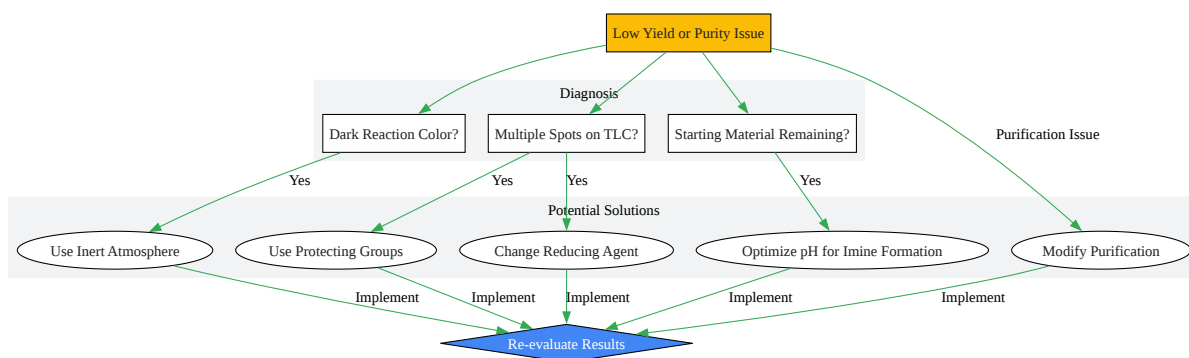 Low Yield or Purity Issue
Diagnosis
Dark Reaction Color?
Multiple Spots on TLC?
Starting Material Remaining?
Purification Issue
Yes
Yes
Yes
Yes
Potential Solutions
Use Inert Atmosphere
Use Protecting Groups
Change Reducing Agent
Optimize pH for Imine Formation
Modify Purification
Implement
Implement
Implement
Implement
Implement
Re-evaluate Results